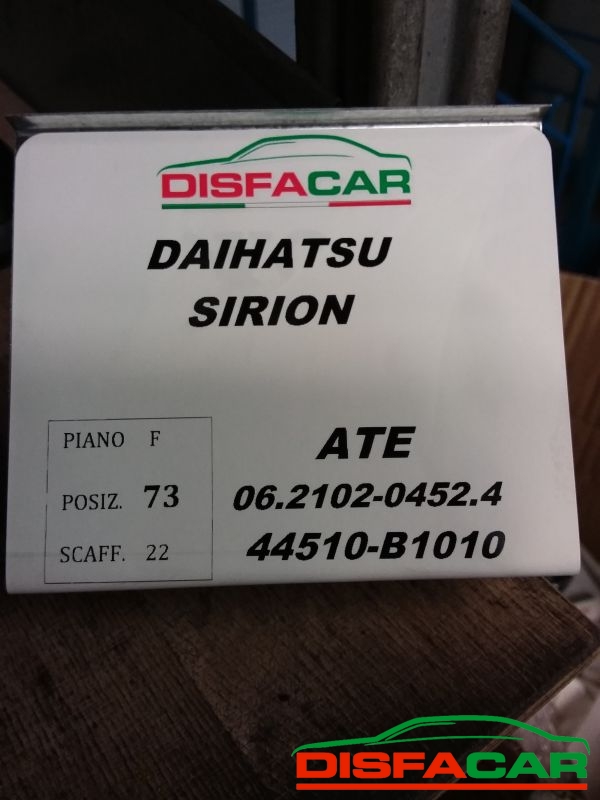 DISFACAR
DAIHATSU
SIRION
PIANO F
POSIZ. 73
SCAFF. 22
ATE
06.2102-0452.4
44510-B1010
DISFACAR